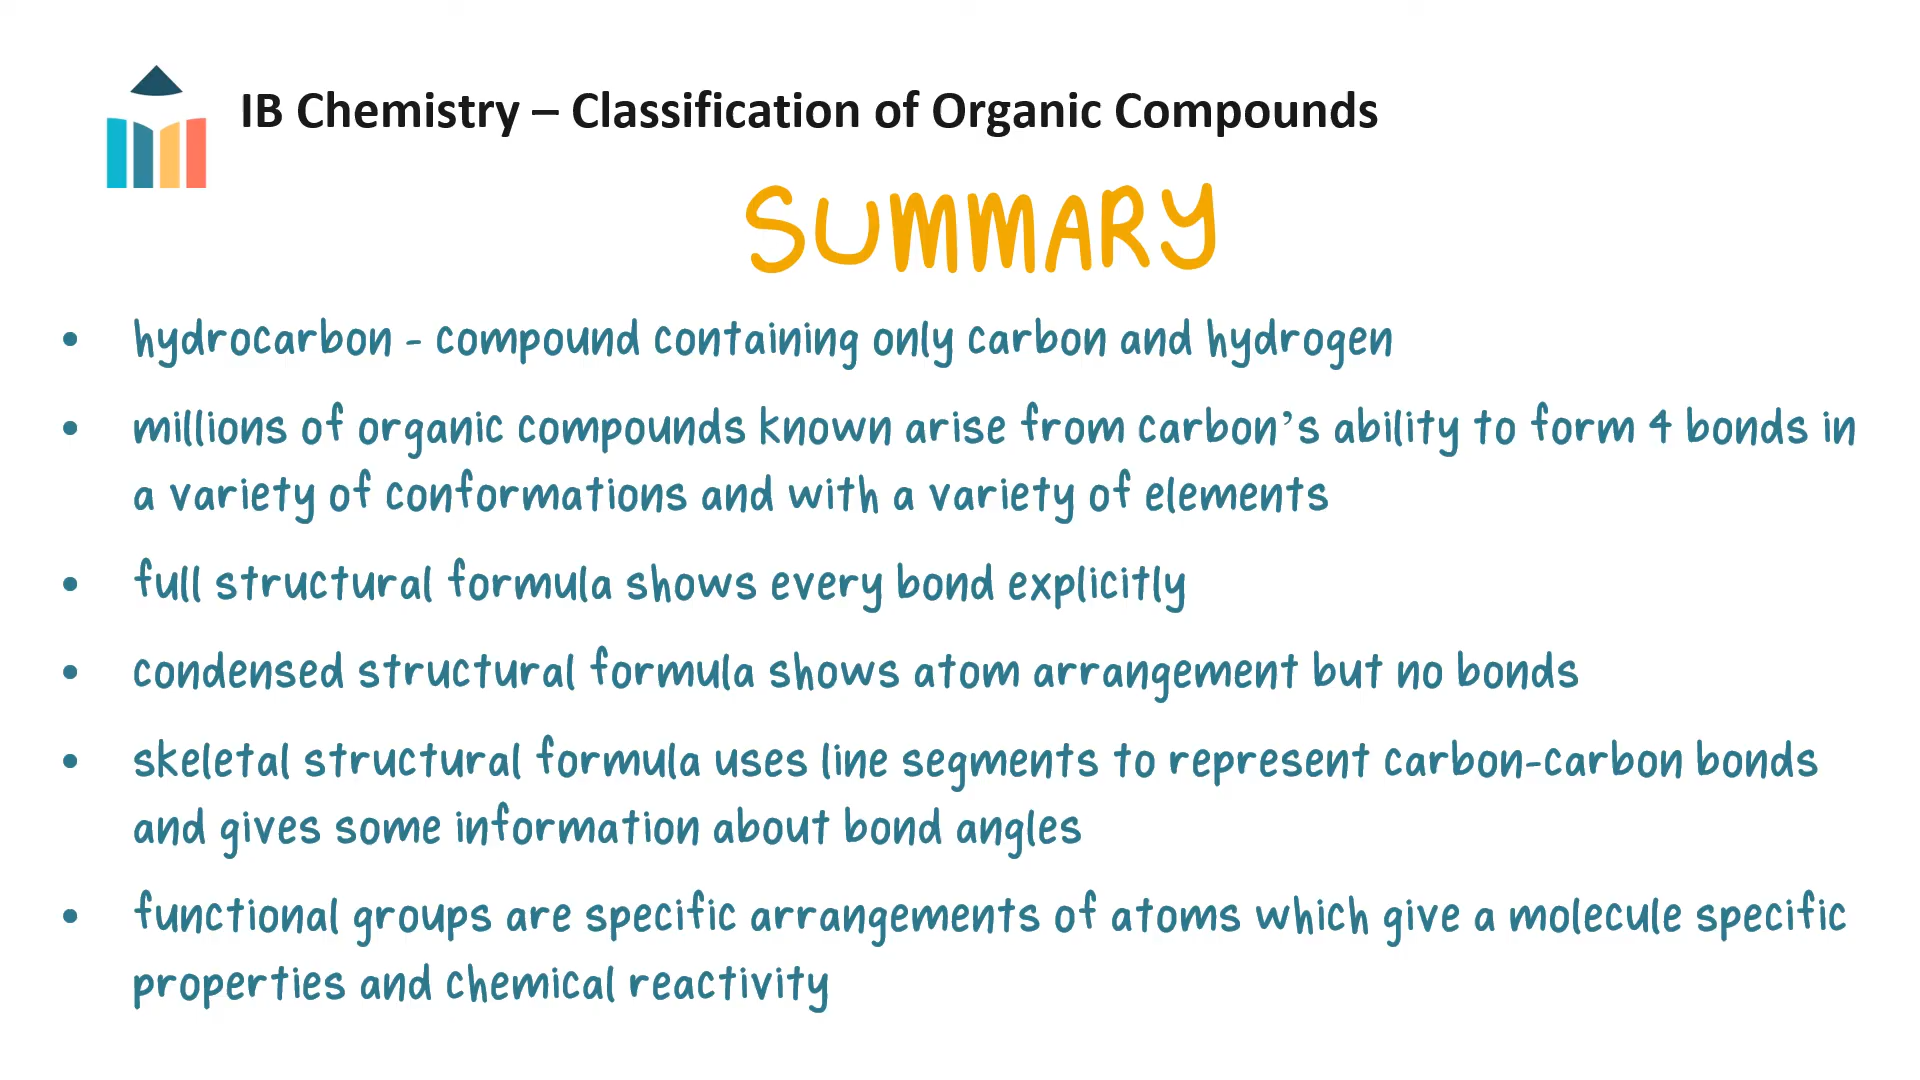 IB Chemistry – Classification of Organic Compounds
SUMMARY
• hydrocarbon - compound containing only carbon and hydrogen
• millions of organic compounds known arise from carbon’s ability to form 4 bonds in
a variety of conformations and with a variety of elements
• full structural formula shows every bond explicitly
• condensed structural formula shows atom arrangement but no bonds
• skeletal structural formula uses line segments to represent carbon-carbon bonds
and gives some information about bond angles
• functional groups are specific arrangements of atoms which give a molecule specific
properties and chemical reactivity